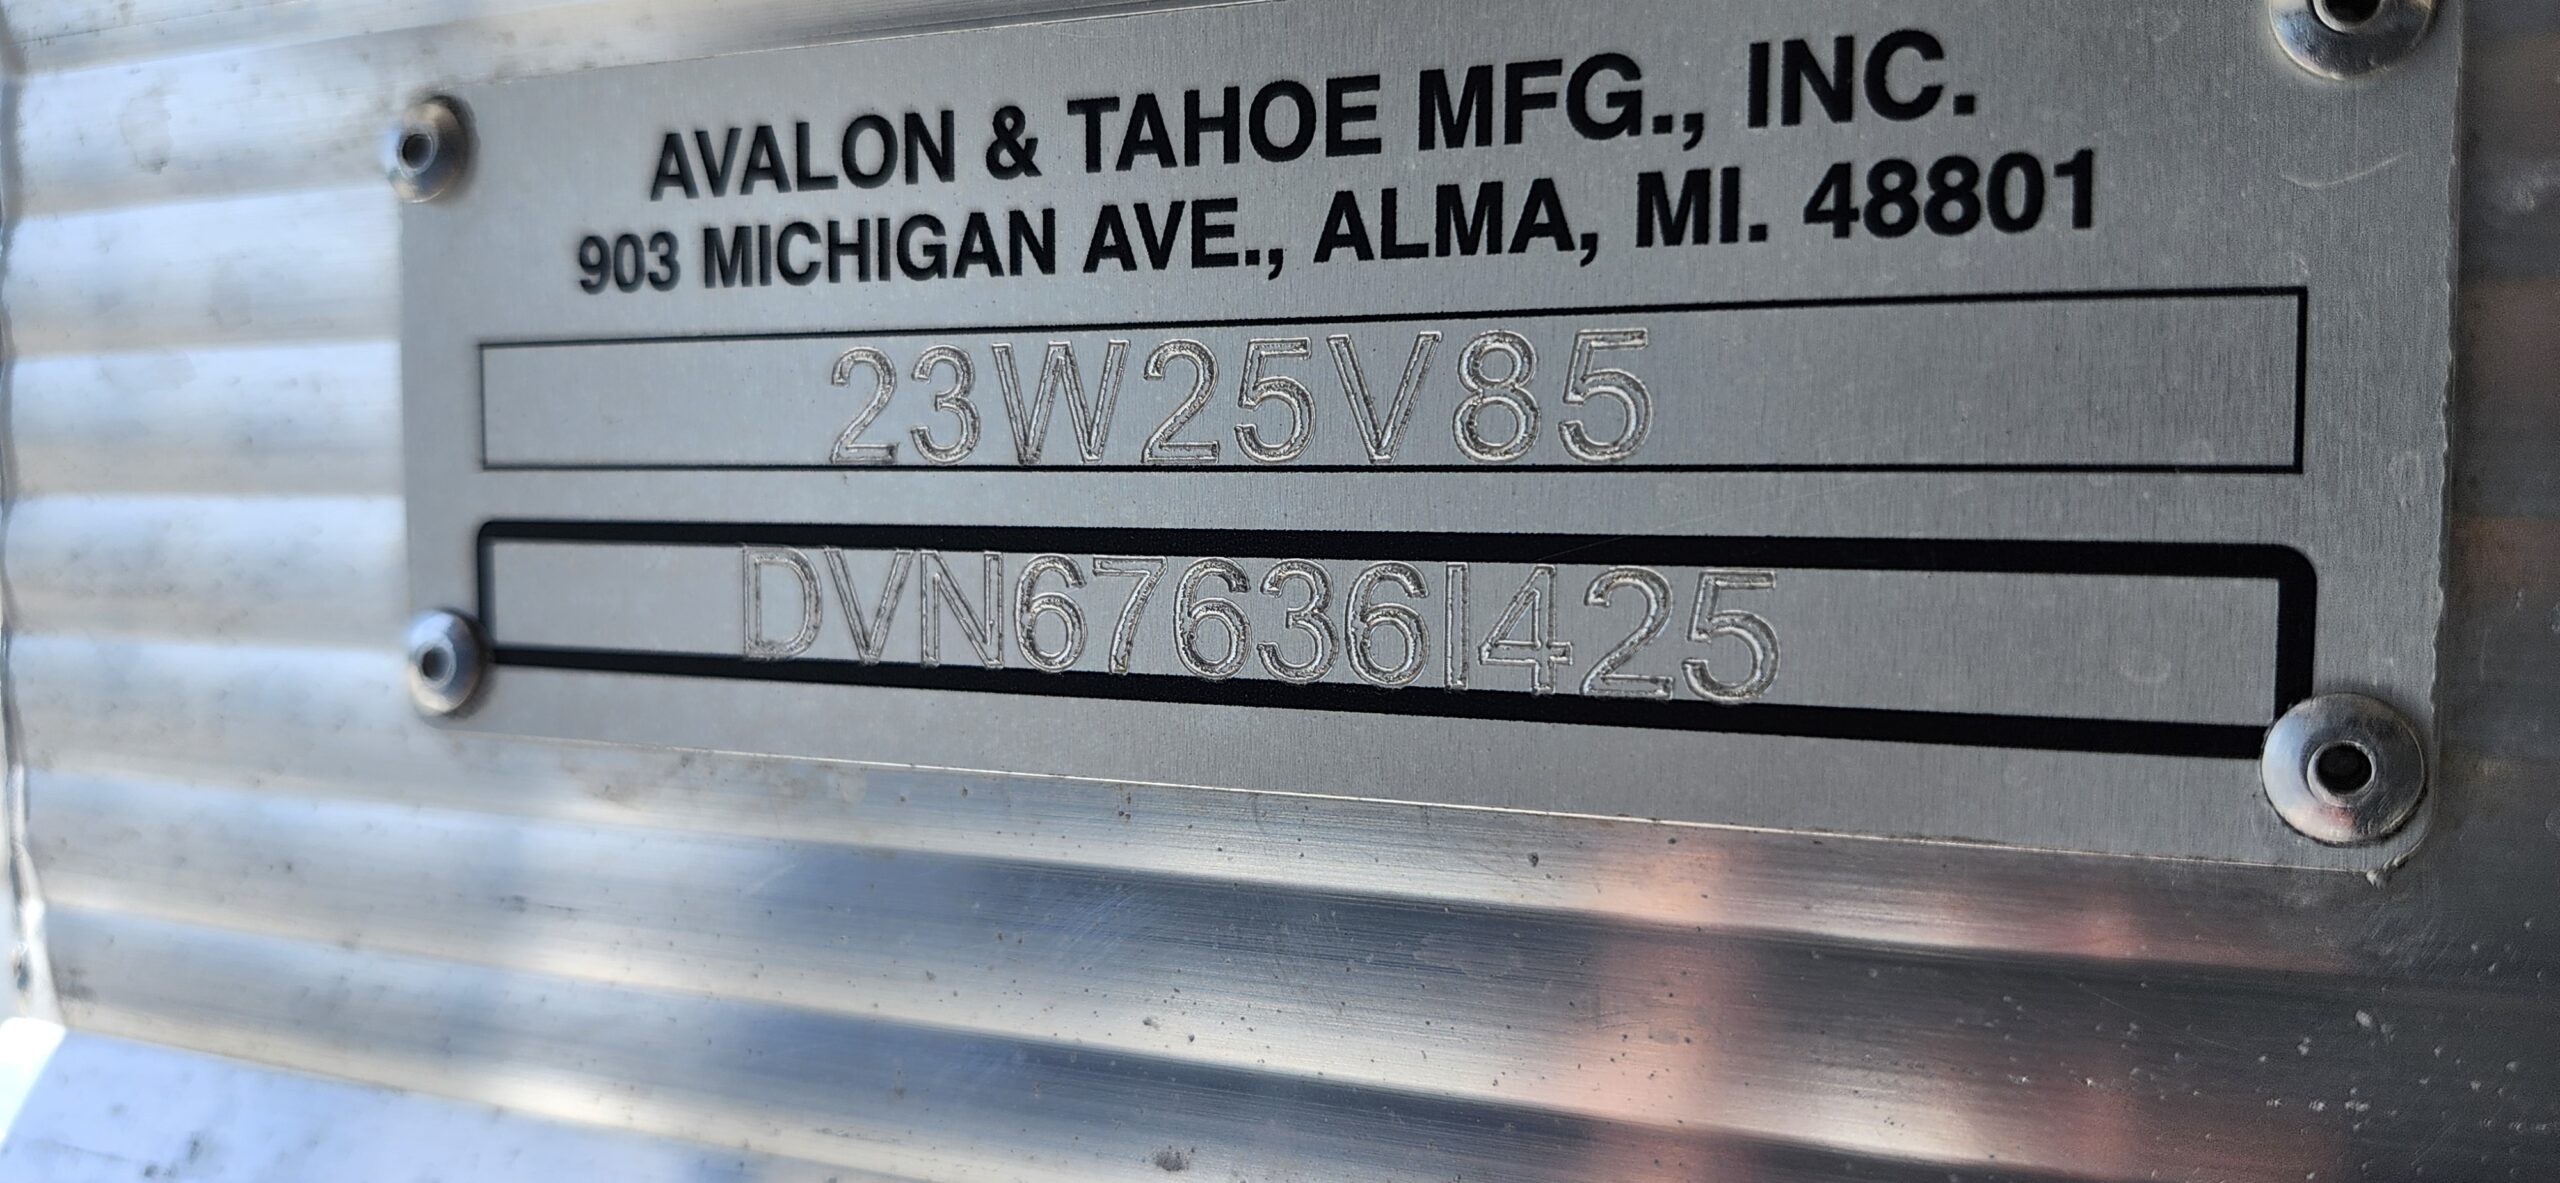 AVALON & TAHOE MFG., INC.
903 MICHIGAN AVE., ALMA, MI. 48801
23W25V85
DVN67636I425